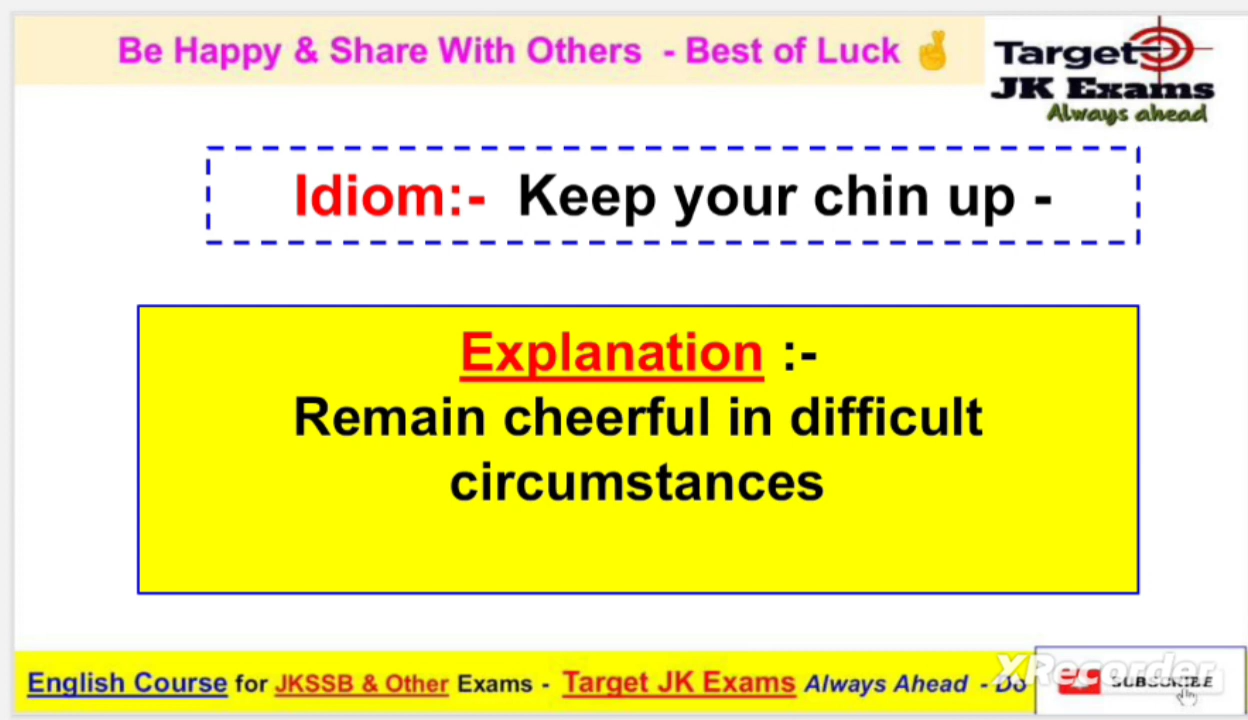 Be Happy & Share With Others - Best of Luck
Target
JK Exams
Always ahead
Idiom:- Keep your chin up -
Explanation :-
Remain cheerful in difficult
circumstances
English Course for JKSSB & Other Exams - Target JK Exams Always Ahead - Do
XRecorder
SUBSCRIBE